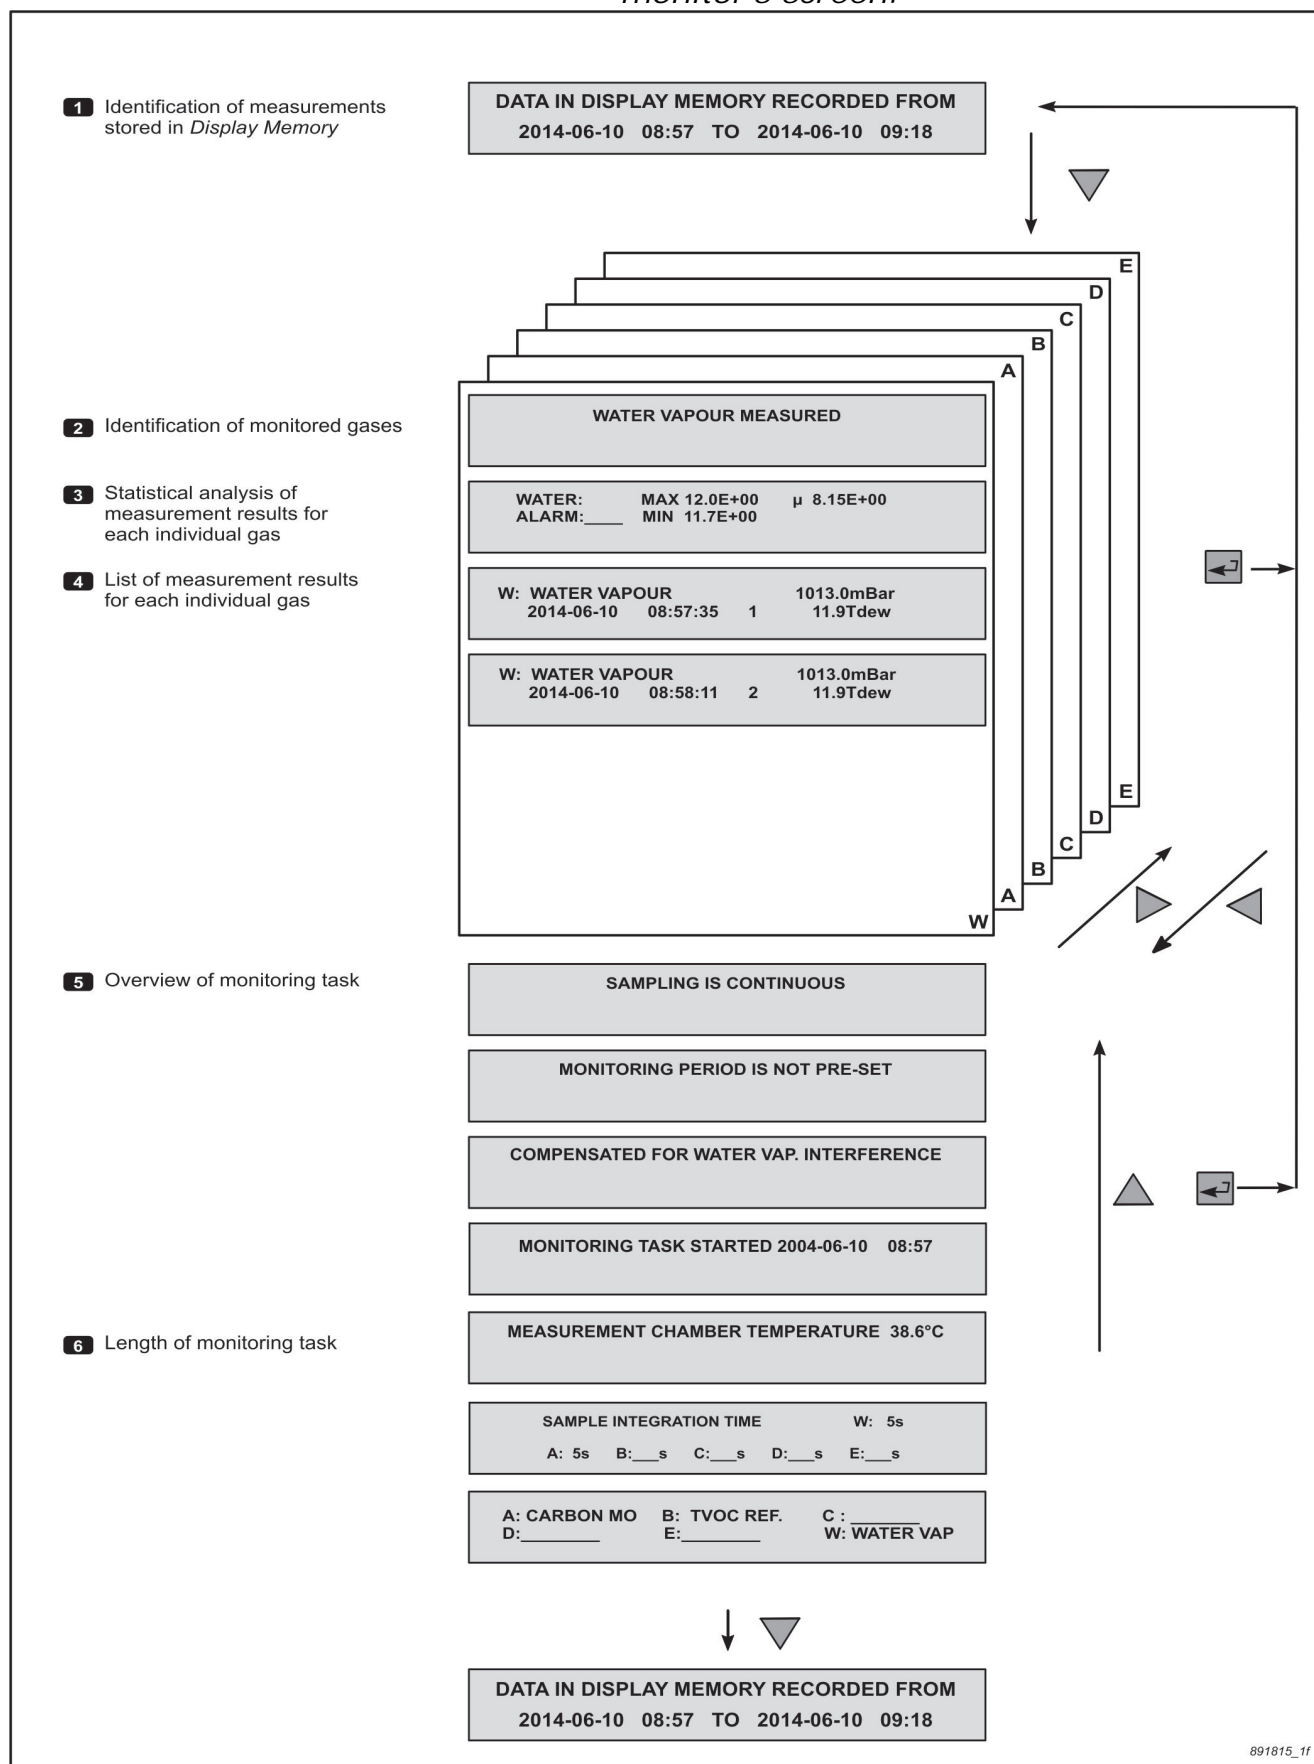 monitor's screen.
1 Identification of measurements
stored in Display Memory
DATA IN DISPLAY MEMORY RECORDED FROM
2014-06-10 08:57 TO 2014-06-10 09:18
E
D
C
B
A
2 Identification of monitored gases
WATER VAPOUR MEASURED
3 Statistical analysis of
measurement results for
each individual gas
WATER: MAX 12.0E+00 µ 8.15E+00
ALARM:____ MIN 11.7E+00
4 List of measurement results
for each individual gas
W: WATER VAPOUR 1013.0mBar
2014-06-10 08:57:35 1 11.9Tdew
W: WATER VAPOUR 1013.0mBar
2014-06-10 08:58:11 2 11.9Tdew
E
D
C
B
A
W
5 Overview of monitoring task
SAMPLING IS CONTINUOUS
MONITORING PERIOD IS NOT PRE-SET
COMPENSATED FOR WATER VAP. INTERFERENCE
MONITORING TASK STARTED 2004-06-10 08:57
6 Length of monitoring task
MEASUREMENT CHAMBER TEMPERATURE 38.6°C
SAMPLE INTEGRATION TIME W: 5s
A: 5s B:___s C:___s D:___s E:___s
A: CARBON MO B: TVOC REF. C : _______
D:________ E:________ W: WATER VAP
DATA IN DISPLAY MEMORY RECORDED FROM
2014-06-10 08:57 TO 2014-06-10 09:18
891815_1f